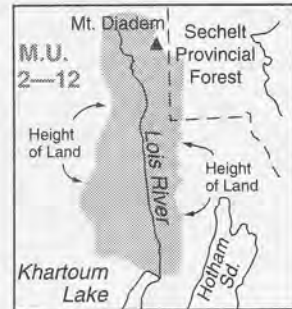 Mt. Diadem
Sechelt
Provincial
Forest
M.U.
2—12
Height
of Land
Lois River
Height
of Land
Khartoum
Lake
Hotham
Sd.